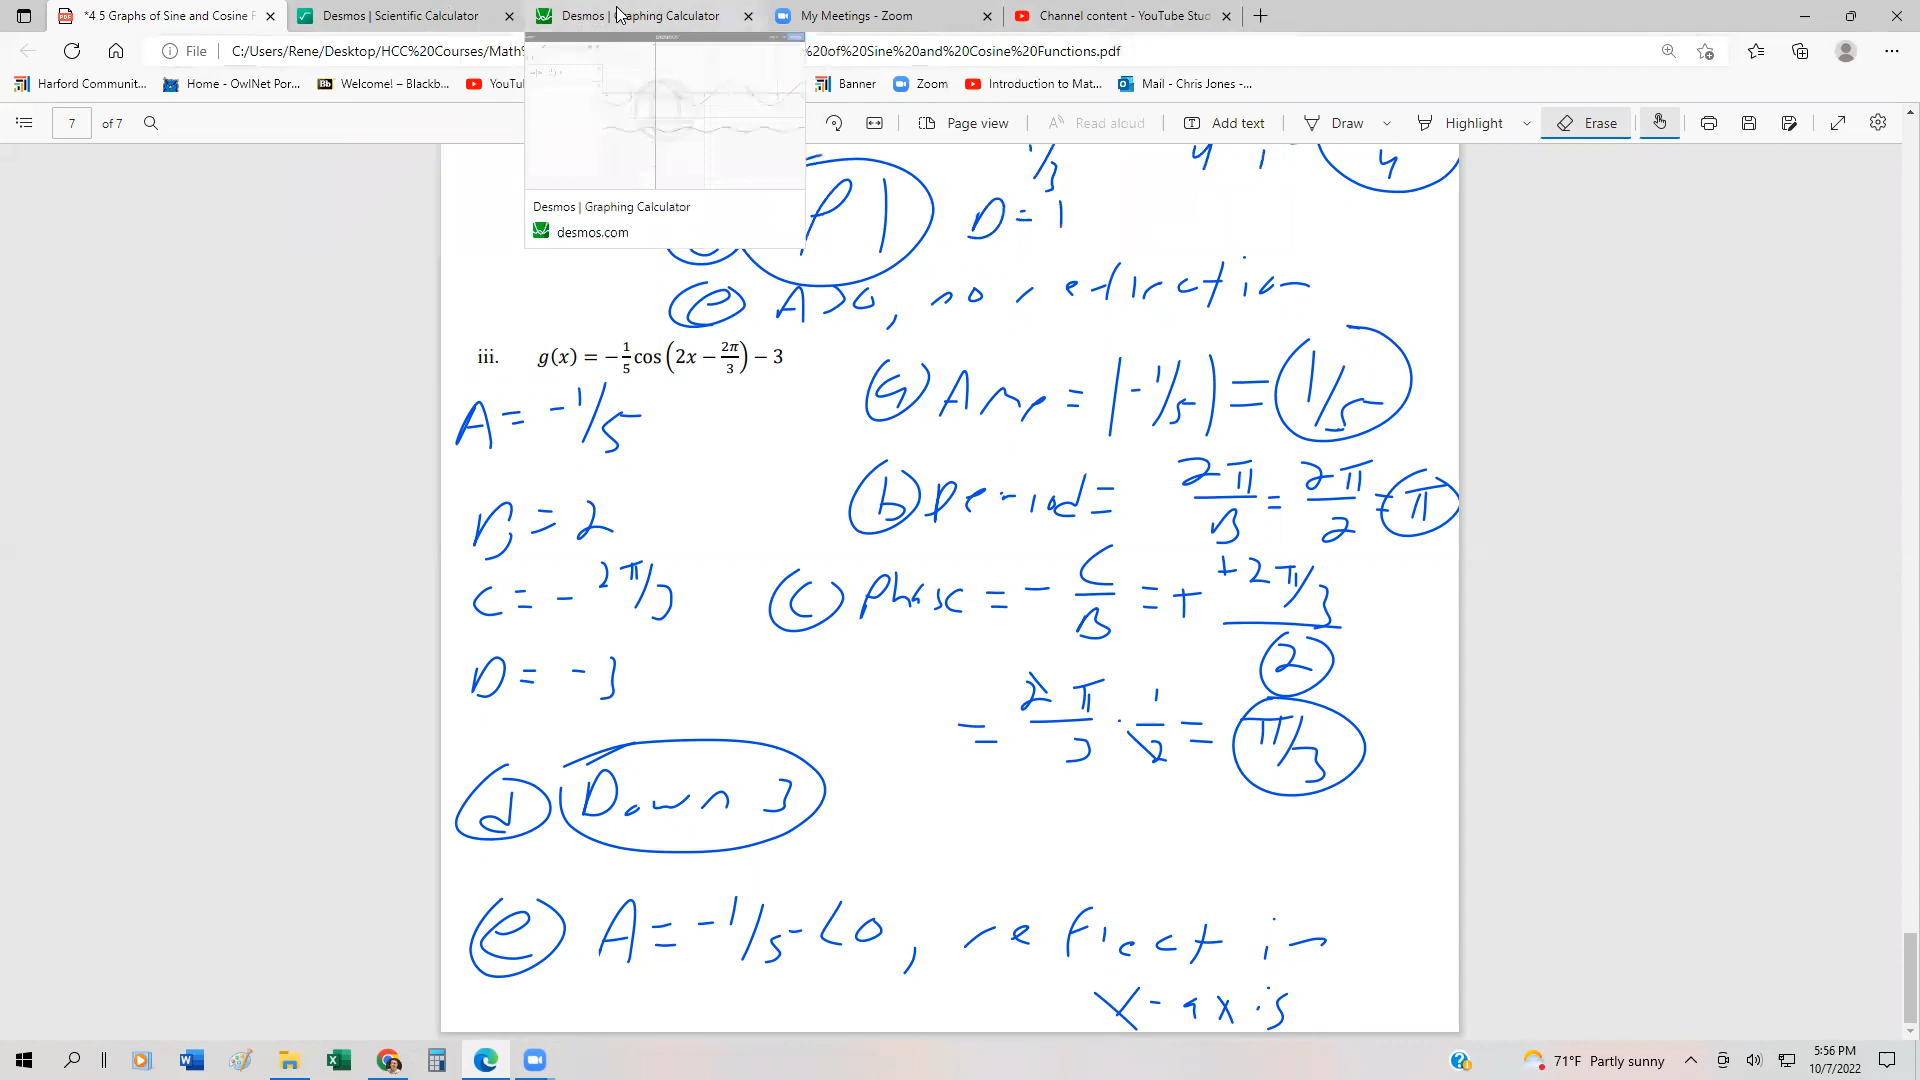 *4 5 Graphs of Sine and Cosine F
Desmos | Scientific Calculator
Desmos | Graphing Calculator
My Meetings - Zoom
Channel content - YouTube Stud
File
C:/Users/Rene/Desktop/HCC%20Courses/Math%
%20of%20Sine%20and%20Cosine%20Functions.pdf
Harford Communit...
Home - OwlNet Por...
Welcome! – Blackb...
Banner
Zoom
Introduction to Mat...
Mail - Chris Jones -...
7 of 7
Page view
Read aloud
Add text
Draw
Highlight
Erase
Desmos | Graphing Calculator
desmos.com
1/3
4 1
4
D = 1
(e) A > 0, no reflection
iii. g(x) = −1/5 cos(2x − 2π/3) − 3
A = -1/5
(a) Amp = |-1/5| = 1/5
B = 2
(b) Period = 2π/B = 2π/2 = π
C = - 2π/3
(c) Phase = - C/B = + +2π/3 / 2
D = - 3
= 2π/3 · 1/2 = π/3
(d) Down 3
(e) A = -1/5 < 0, reflect in
x-axis
71°F Partly sunny
5:56 PM
10/7/2022